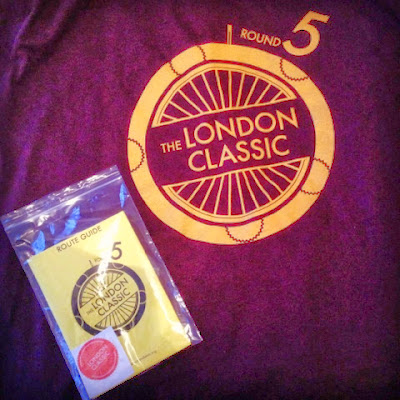 ROUND 5
THE LONDON
CLASSIC
ROUTE GUIDE
5
THE LONDON
CLASSIC